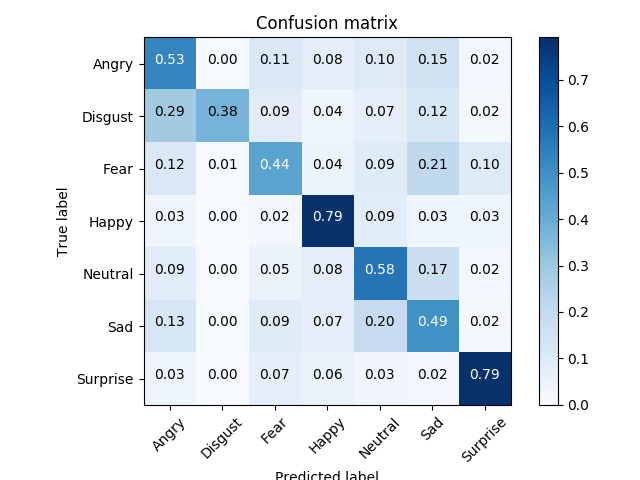 Confusion matrix
True label
Angry 0.53 0.00 0.11 0.08 0.10 0.15 0.02
Disgust 0.29 0.38 0.09 0.04 0.07 0.12 0.02
Fear 0.12 0.01 0.44 0.04 0.09 0.21 0.10
Happy 0.03 0.00 0.02 0.79 0.09 0.03 0.03
Neutral 0.09 0.00 0.05 0.08 0.58 0.17 0.02
Sad 0.13 0.00 0.09 0.07 0.20 0.49 0.02
Surprise 0.03 0.00 0.07 0.06 0.03 0.02 0.79
Angry Disgust Fear Happy Neutral Sad Surprise
Predicted label
0.7
0.6
0.5
0.4
0.3
0.2
0.1
0.0